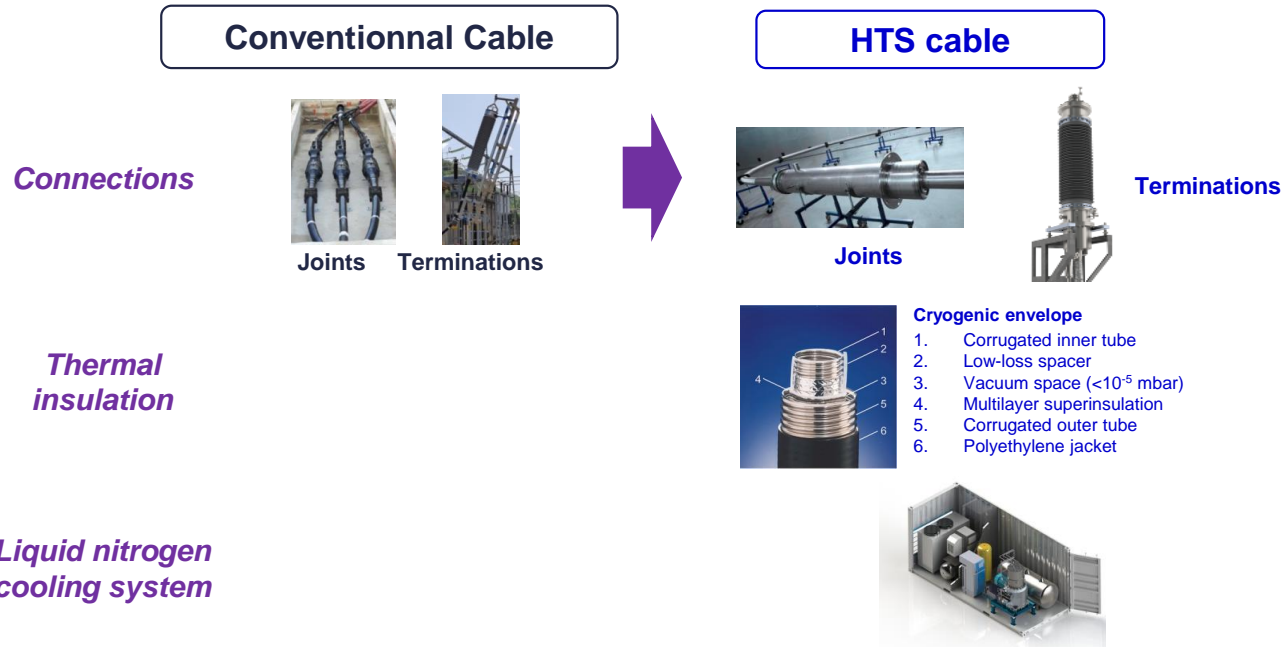 Conventionnal Cable
HTS cable
Connections
Joints
Terminations
Joints
Terminations
Thermal
insulation
1
2
3
4
5
6
Cryogenic envelope
1. Corrugated inner tube
2. Low-loss spacer
3. Vacuum space (<10⁻⁵ mbar)
4. Multilayer superinsulation
5. Corrugated outer tube
6. Polyethylene jacket
Liquid nitrogen
cooling system